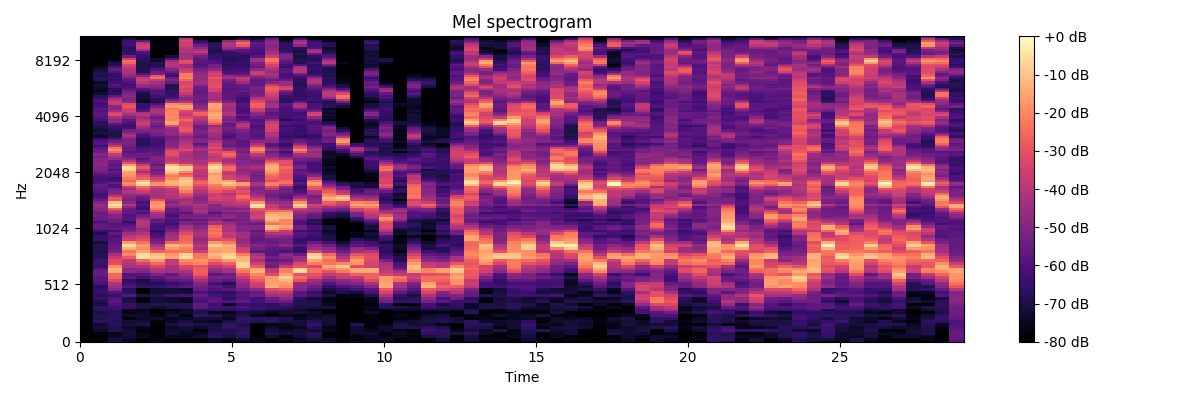 Mel spectrogram
Hz
8192
4096
2048
1024
512
0
0 5 10 15 20 25
Time
+0 dB
-10 dB
-20 dB
-30 dB
-40 dB
-50 dB
-60 dB
-70 dB
-80 dB